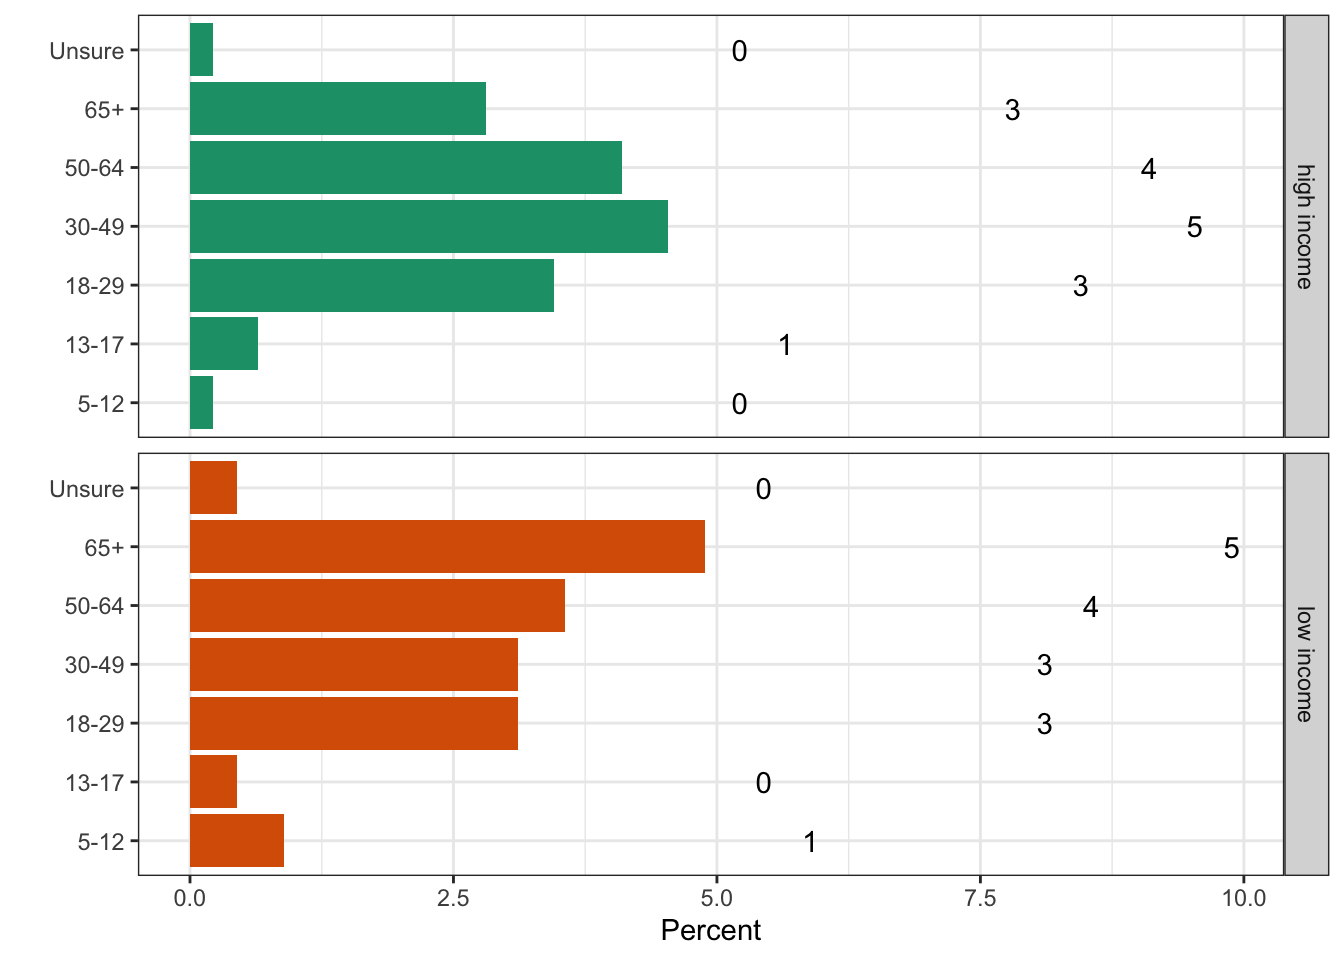 Unsure 0
65+ 3
50-64 4
30-49 5
18-29 3
13-17 1
5-12 0
high income
Unsure 0
65+ 5
50-64 4
30-49 3
18-29 3
13-17 0
5-12 1
low income
0.0 2.5 5.0 7.5 10.0
Percent